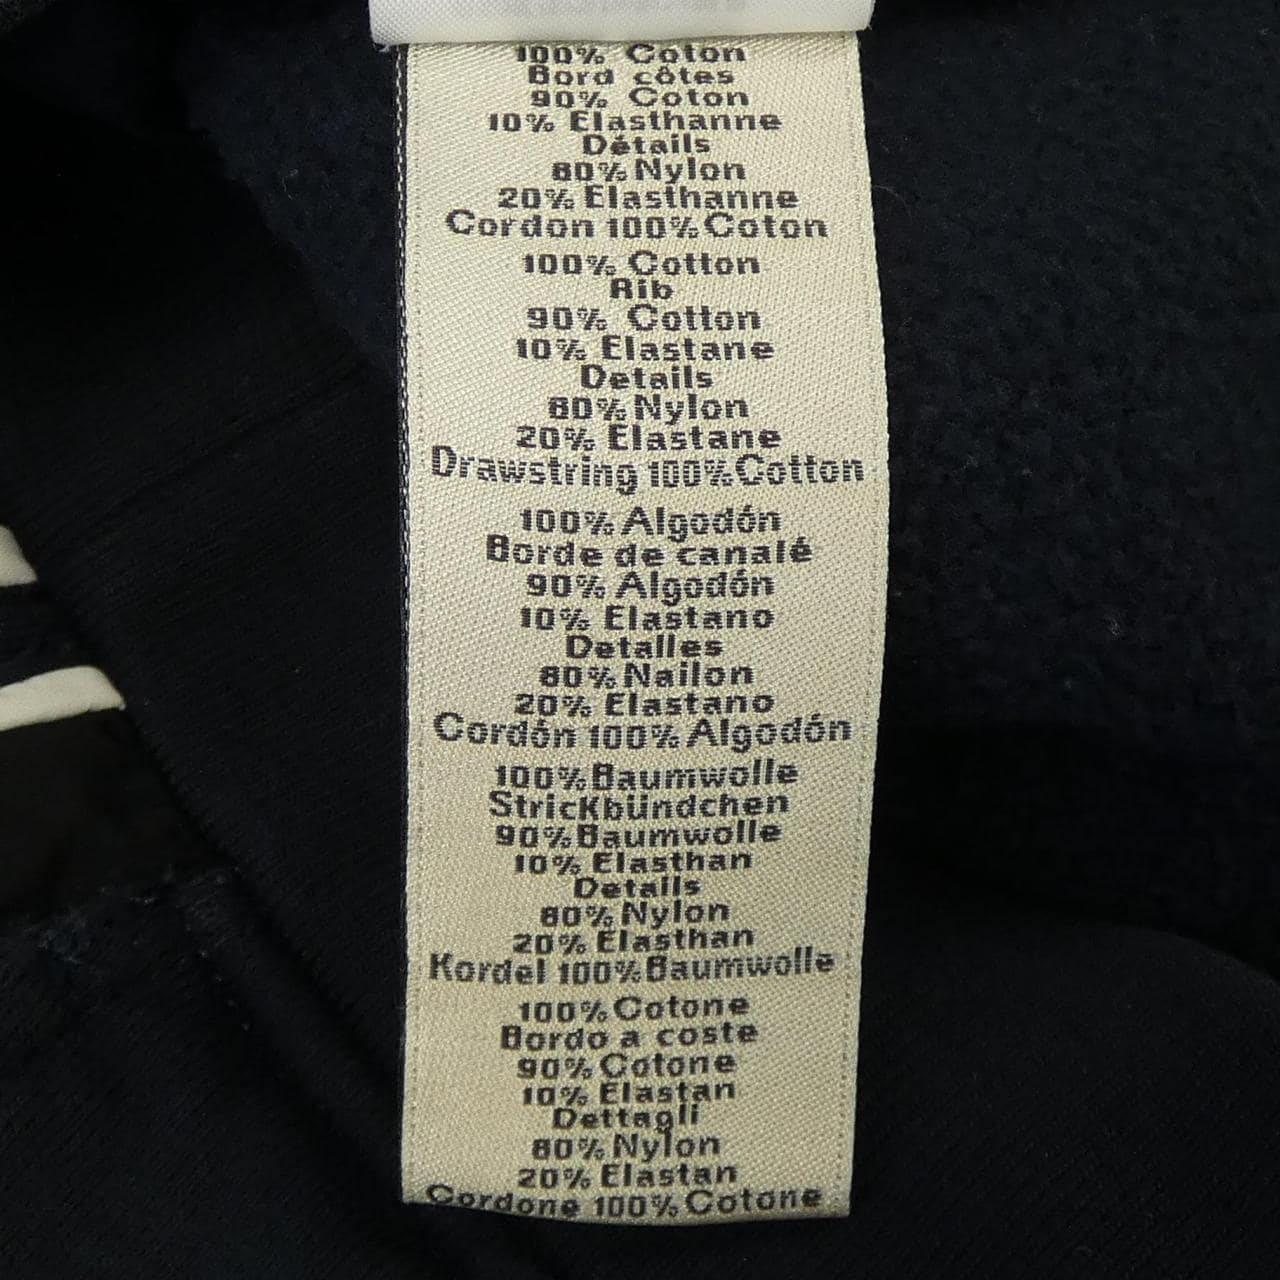 100% Coton
Bord côtes
90% Coton
10% Elasthanne
Détails
80% Nylon
20% Elasthanne
Cordon 100% Coton
100% Cotton
Rib
90% Cotton
10% Elastane
Details
80% Nylon
20% Elastane
Drawstring 100% Cotton
100% Algodón
Borde de canalé
90% Algodón
10% Elastano
Detalles
80% Nailon
20% Elastano
Cordón 100% Algodón
100% Baumwolle
Strickbündchen
90% Baumwolle
10% Elasthan
Details
80% Nylon
20% Elasthan
Kordel 100% Baumwolle
100% Cotone
Bordo a coste
90% Cotone
10% Elastan
Dettagli
80% Nylon
20% Elastan
Cordone 100% Cotone